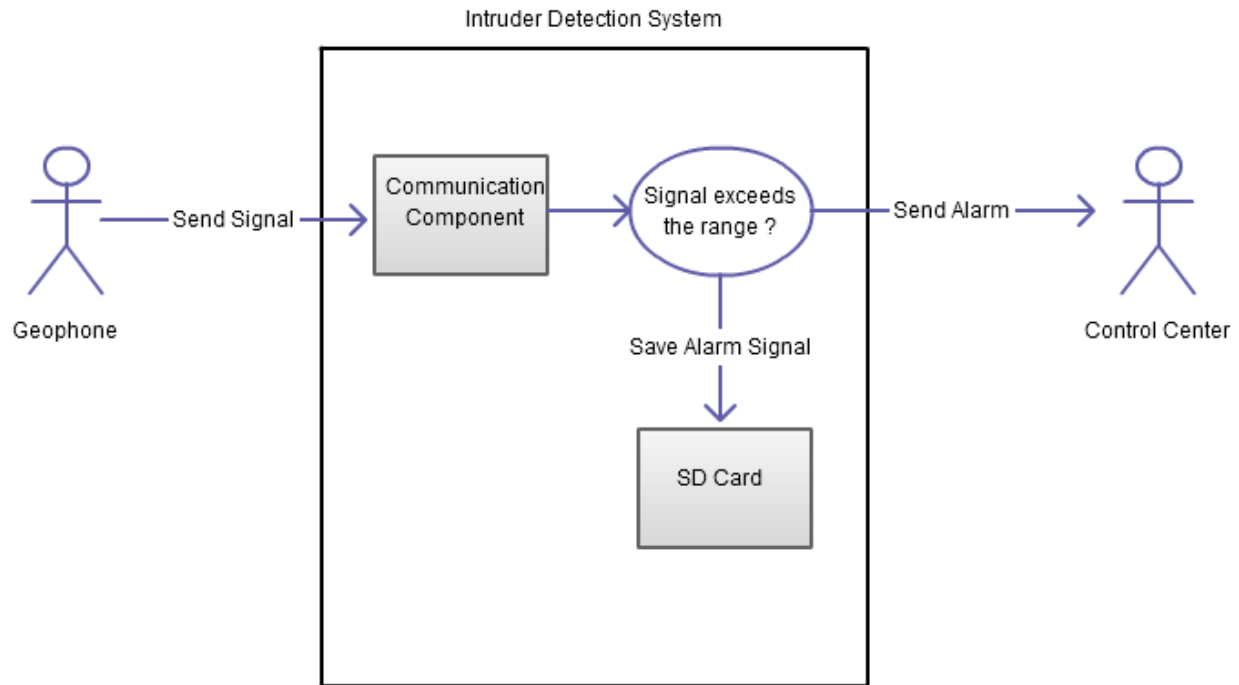 Intruder Detection System
Communication
Component
Signal exceeds
the range ?
Send Signal
Send Alarm
Geophone
Control Center
Save Alarm Signal
SD Card